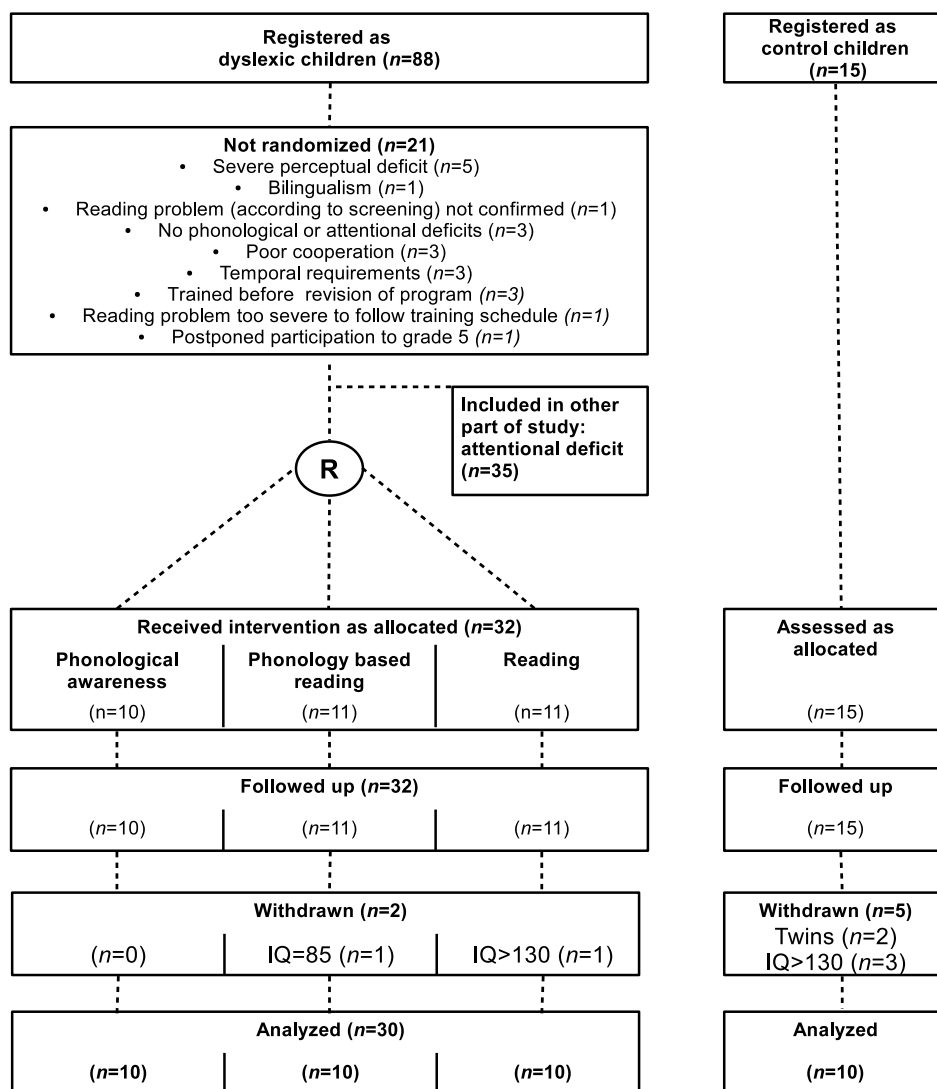 Registered as
dyslexic children (n=88)
Registered as
control children
(n=15)
Not randomized (n=21)
• Severe perceptual deficit (n=5)
• Bilingualism (n=1)
• Reading problem (according to screening) not confirmed (n=1)
• No phonological or attentional deficits (n=3)
• Poor cooperation (n=3)
• Temporal requirements (n=3)
• Trained before revision of program (n=3)
• Reading problem too severe to follow training schedule (n=1)
• Postponed participation to grade 5 (n=1)
Included in other
part of study:
attentional deficit
(n=35)
R
Received intervention as allocated (n=32)
Phonological
awareness
(n=10)
Phonology based
reading
(n=11)
Reading
(n=11)
Assessed as
allocated
(n=15)
Followed up (n=32)
(n=10)
(n=11)
(n=11)
Followed up
(n=15)
Withdrawn (n=2)
(n=0)
IQ=85 (n=1)
IQ>130 (n=1)
Withdrawn (n=5)
Twins (n=2)
IQ>130 (n=3)
Analyzed (n=30)
(n=10)
(n=10)
(n=10)
Analyzed
(n=10)